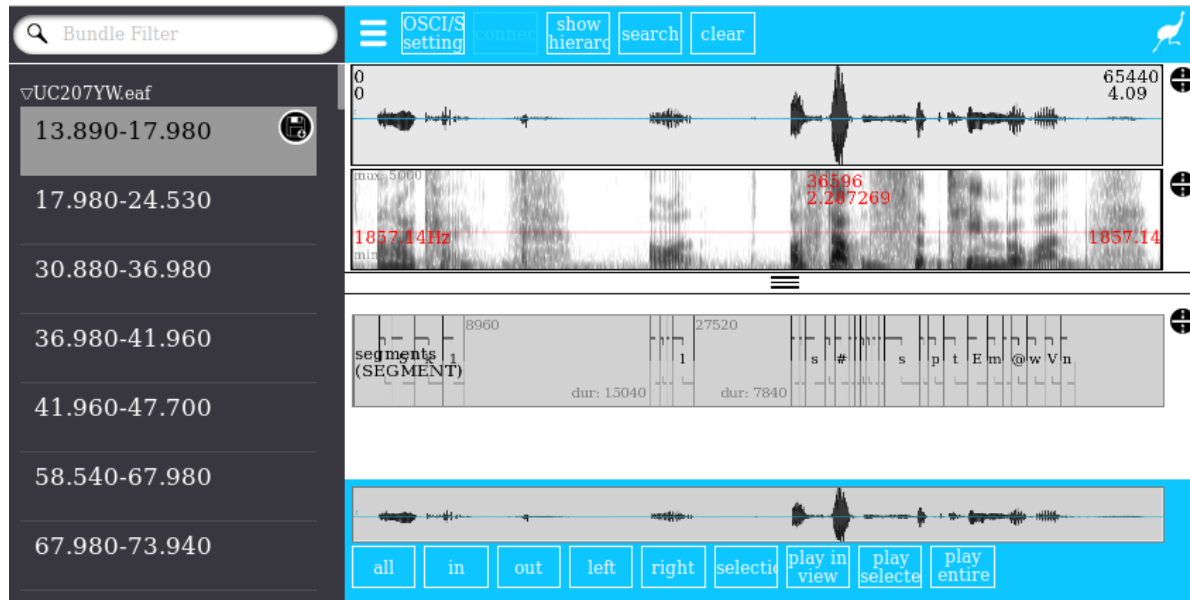 Bundle Filter
▽UC207YW.eaf
13.890-17.980
17.980-24.530
30.880-36.980
36.980-41.960
41.960-47.700
58.540-67.980
67.980-73.940
OSCI/S
setting
connec
show
hierarc
search
clear
0
0
65440
4.09
max: 5000
36596
2.287269
1857.14Hz
1857.14
min
8960
27520
segments
(SEGMENT)
k 1
1
s # s p t E m @ w V n
dur: 15040
dur: 7840
all
in
out
left
right
selectio
play in
view
play
selecte
play
entire